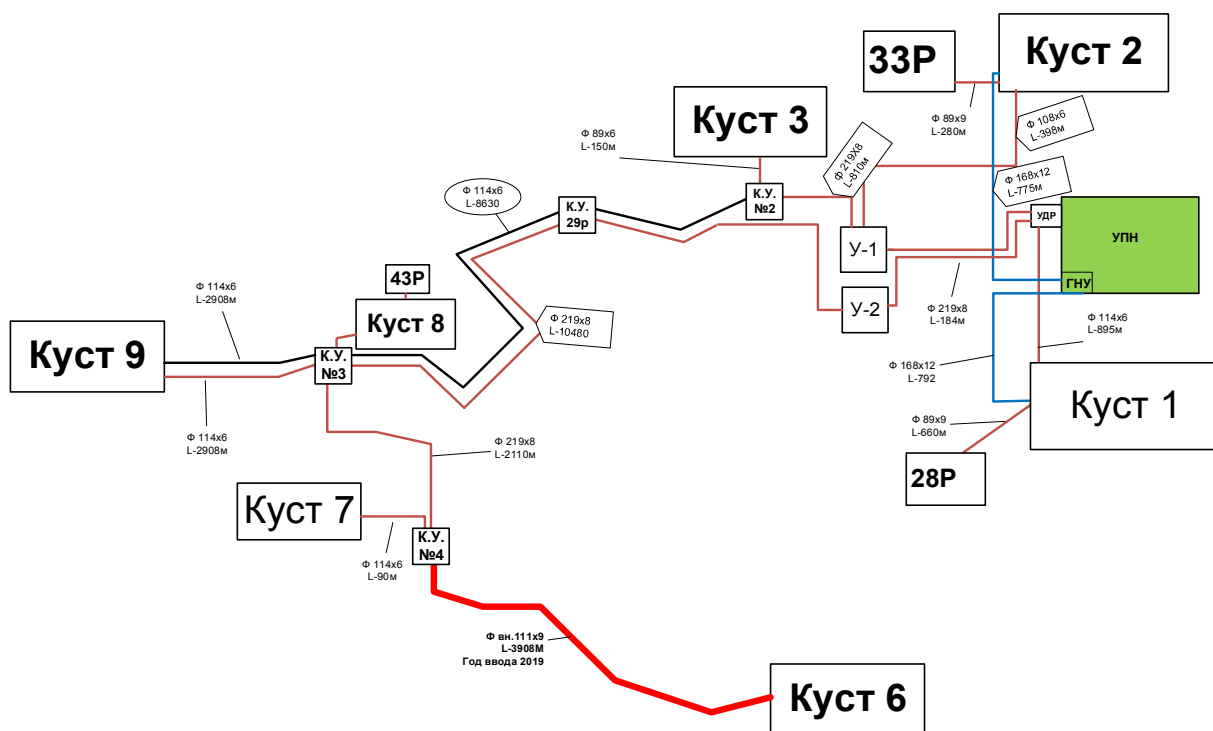 33Р
Куст 2
Ф 89х9
L-280м
Ф 108х6
L-398м
Куст 3
Ф 89х6
L-150м
Ф 219Х8
L-810м
Ф 168х12
L-775м
Ф 114х6
L-8630
К.У.
29р
К.У.
№2
УДР
УПН
У-1
ГНУ
43Р
Ф 114х6
L-2908м
Куст 8
Ф 219х8
L-10480
У-2
Ф 219х8
L-184м
Ф 114х6
L-895м
Куст 9
К.У.
№3
Ф 168х12
L-792
Куст 1
Ф 114х6
L-2908м
Ф 219х8
L-2110м
Ф 89х9
L-660м
28Р
Куст 7
К.У.
№4
Ф 114х6
L-90м
Ф вн.111х9
L-3908М
Год ввода 2019
Куст 6